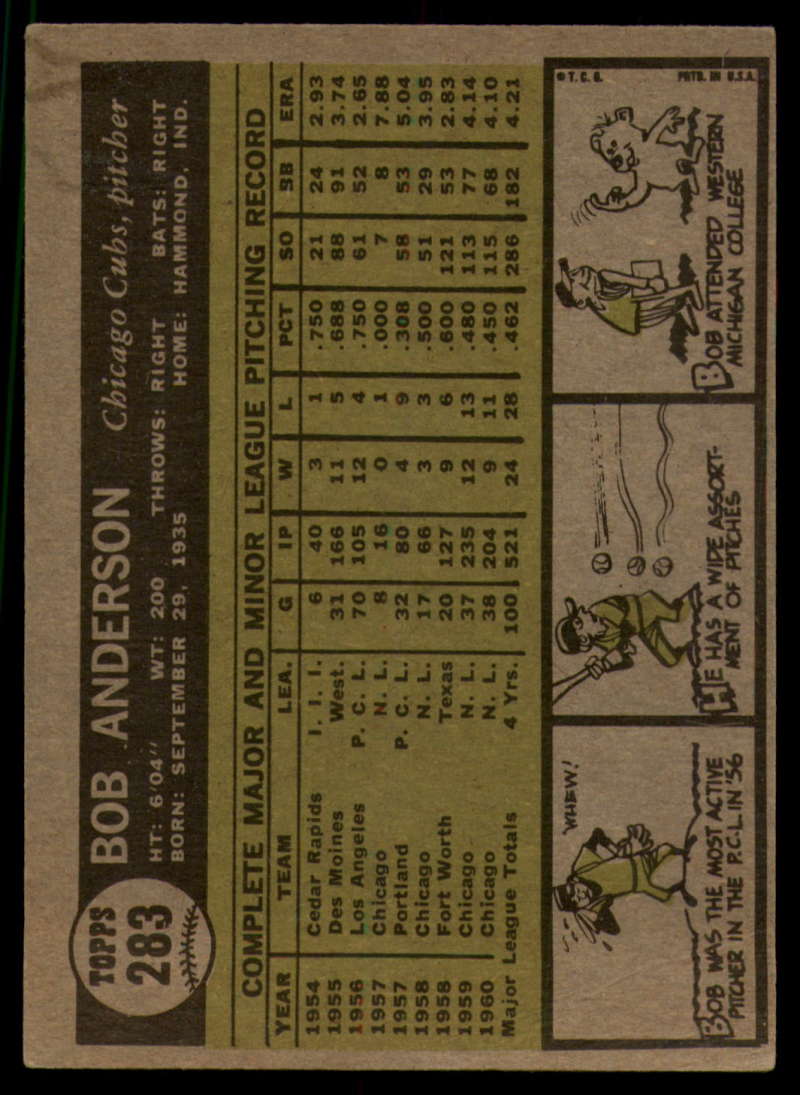 TOPPS
283
BOB ANDERSON Chicago Cubs, pitcher
HT: 6'04" WT: 200 THROWS: RIGHT BATS: RIGHT
BORN: SEPTEMBER 29, 1935 HOME: HAMMOND, IND.
COMPLETE MAJOR AND MINOR LEAGUE PITCHING RECORD
YEAR TEAM LEA. G IP W L PCT SO BB ERA
1954 Cedar Rapids I. I. I. 6 40 3 1 .750 21 24 2.93
1955 Des Moines West. 31 166 11 5 .688 88 91 3.74
1956 Los Angeles P. C. L. 70 105 12 4 .750 61 52 2.65
1957 Chicago N. L. 8 16 0 1 .000 7 8 7.88
1957 Portland P. C. L. 32 80 4 9 .308 58 53 5.04
1958 Chicago N. L. 17 66 3 3 .500 51 29 3.95
1958 Fort Worth Texas 20 127 9 6 .600 121 53 2.83
1959 Chicago N. L. 37 235 12 13 .480 113 77 4.14
1960 Chicago N. L. 38 204 9 11 .450 115 68 4.10
Major League Totals 4 Yrs. 100 521 24 28 .462 286 182 4.21
WHEW!
BOB WAS THE MOST ACTIVE
PITCHER IN THE P.C.L. IN '56
HE HAS A WIDE ASSORT-
MENT OF PITCHES
© T. C. G. PRTD. IN U.S.A.
BOB ATTENDED WESTERN
MICHIGAN COLLEGE